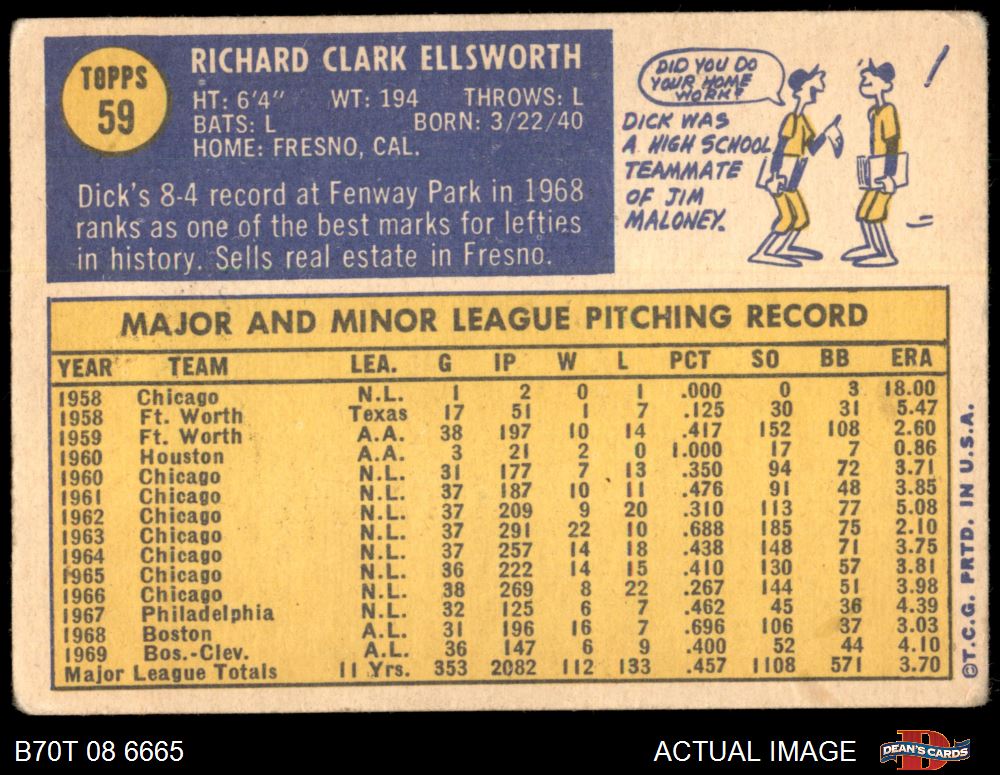 TOPPS
59
RICHARD CLARK ELLSWORTH
HT: 6'4" WT: 194 THROWS: L
BATS: L BORN: 3/22/40
HOME: FRESNO, CAL.
Dick's 8-4 record at Fenway Park in 1968
ranks as one of the best marks for lefties
in history. Sells real estate in Fresno.
DID YOU DO
YOUR HOME
WORK?
DICK WAS
A HIGH SCHOOL
TEAMMATE
OF JIM
MALONEY.
MAJOR AND MINOR LEAGUE PITCHING RECORD
YEAR TEAM LEA. G IP W L PCT SO BB ERA
1958 Chicago N.L. 1 2 0 1 .000 0 3 18.00
1958 Ft. Worth Texas 17 51 1 7 .125 30 31 5.47
1959 Ft. Worth A.A. 38 197 10 14 .417 152 108 2.60
1960 Houston A.A. 3 21 2 0 1.000 17 7 0.86
1960 Chicago N.L. 31 177 7 13 .350 94 72 3.71
1961 Chicago N.L. 37 187 10 11 .476 91 48 3.85
1962 Chicago N.L. 37 209 9 20 .310 113 77 5.08
1963 Chicago N.L. 37 291 22 10 .688 185 75 2.10
1964 Chicago N.L. 37 257 14 18 .438 148 71 3.75
1965 Chicago N.L. 36 222 14 15 .410 130 57 3.81
1966 Chicago N.L. 38 269 8 22 .267 144 51 3.98
1967 Philadelphia N.L. 32 125 6 7 .462 45 36 4.39
1968 Boston A.L. 31 196 16 7 .696 106 37 3.03
1969 Bos.-Clev. A.L. 36 147 6 9 .400 52 44 4.10
Major League Totals 11 Yrs. 353 2082 112 133 .457 1108 571 3.70
©T.C.G. PRTD. IN U.S.A.
B70T 08 6665 ACTUAL IMAGE
D
DEAN'S CARDS